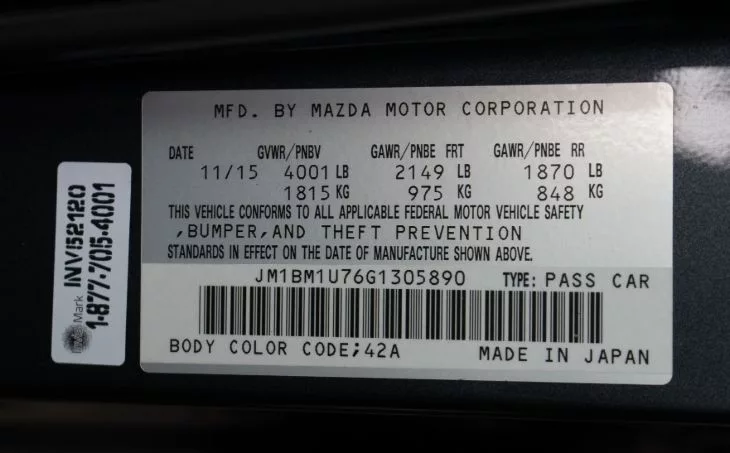 MFD. BY MAZDA MOTOR CORPORATION
DATE GVWR/PNBV GAWR/PNBE FRT GAWR/PNBE RR
11/15 4001 LB 2149 LB 1870 LB
1815 KG 975 KG 848 KG
THIS VEHICLE CONFORMS TO ALL APPLICABLE FEDERAL MOTOR VEHICLE SAFETY
,BUMPER,AND THEFT PREVENTION
STANDARDS IN EFFECT ON THE DATE OF MANUFACTURE SHOWN ABOVE.
JM1BM1U76G1305890 TYPE: PASS CAR
BODY COLOR CODE;42A MADE IN JAPAN
Mark INV152120
1-877-705-4001